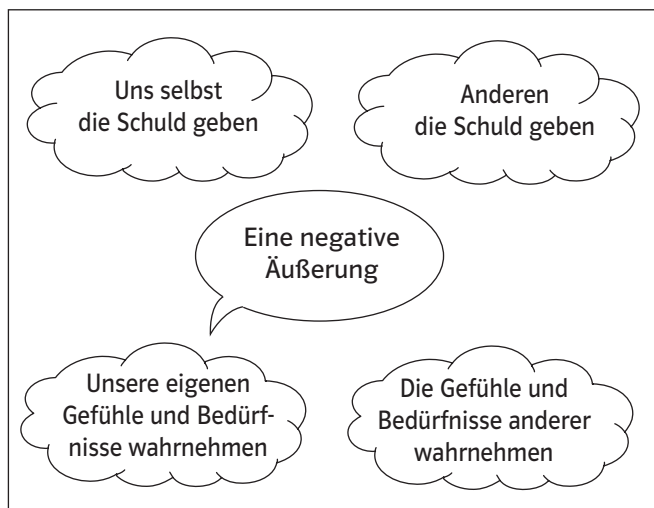 Uns selbst
die Schuld geben
Anderen
die Schuld geben
Eine negative
Äußerung
Unsere eigenen
Gefühle und Bedürf-
nisse wahrnehmen
Die Gefühle und
Bedürfnisse anderer
wahrnehmen